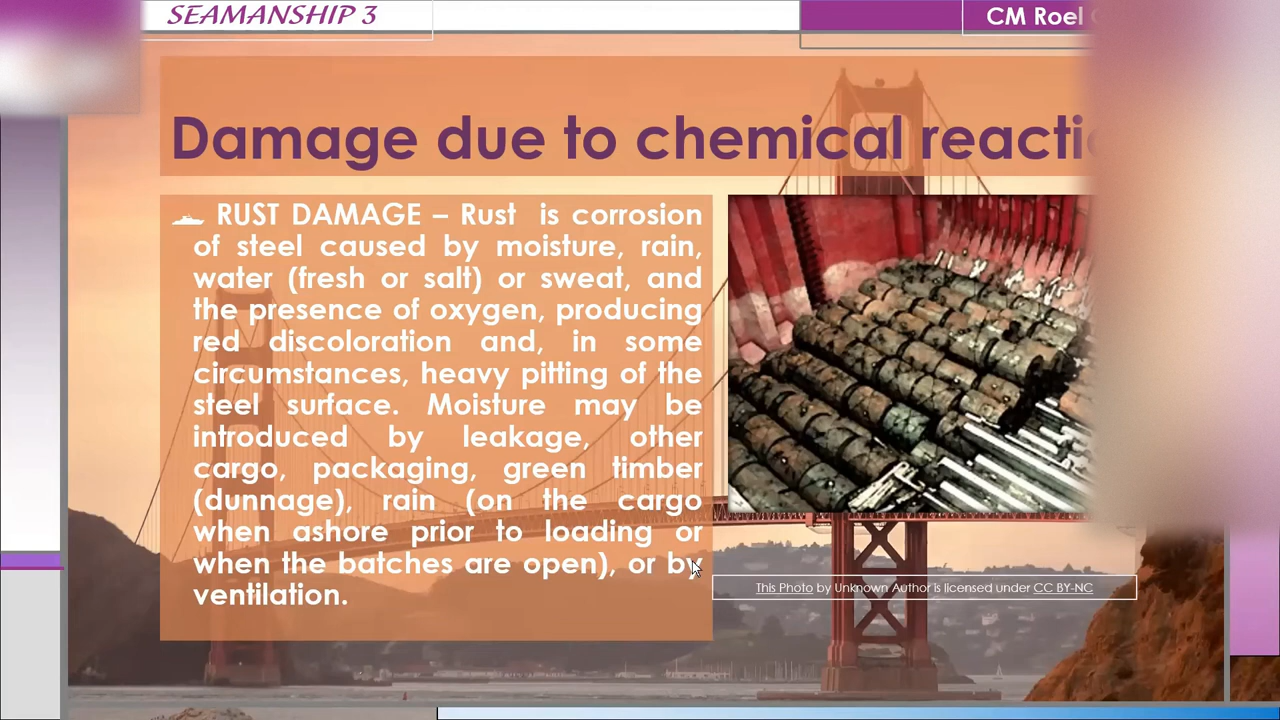 SEAMANSHIP 3
CM Roel
Damage due to chemical
RUST DAMAGE – Rust is corrosion
of steel caused by moisture, rain,
water (fresh or salt) or sweat, and
the presence of oxygen, producing
red discoloration and, in some
circumstances, heavy pitting of the
steel surface. Moisture may be
introduced by leakage, other
cargo, packaging, green timber
(dunnage), rain (on the cargo
when ashore prior to loading or
when the batches are open), or by
ventilation.
This Photo by Unknown Author is licensed under CC BY-NC